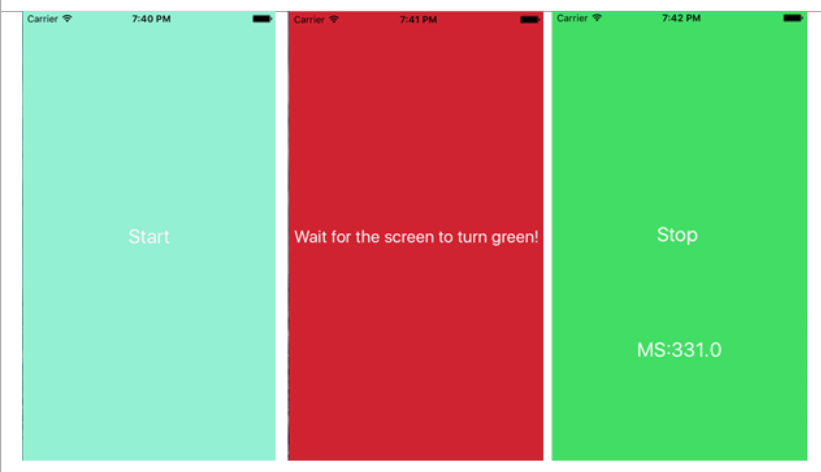 Carrier 7:40 PM
Start
Carrier 7:41 PM
Wait for the screen to turn green!
Carrier 7:42 PM
Stop
MS:331.0